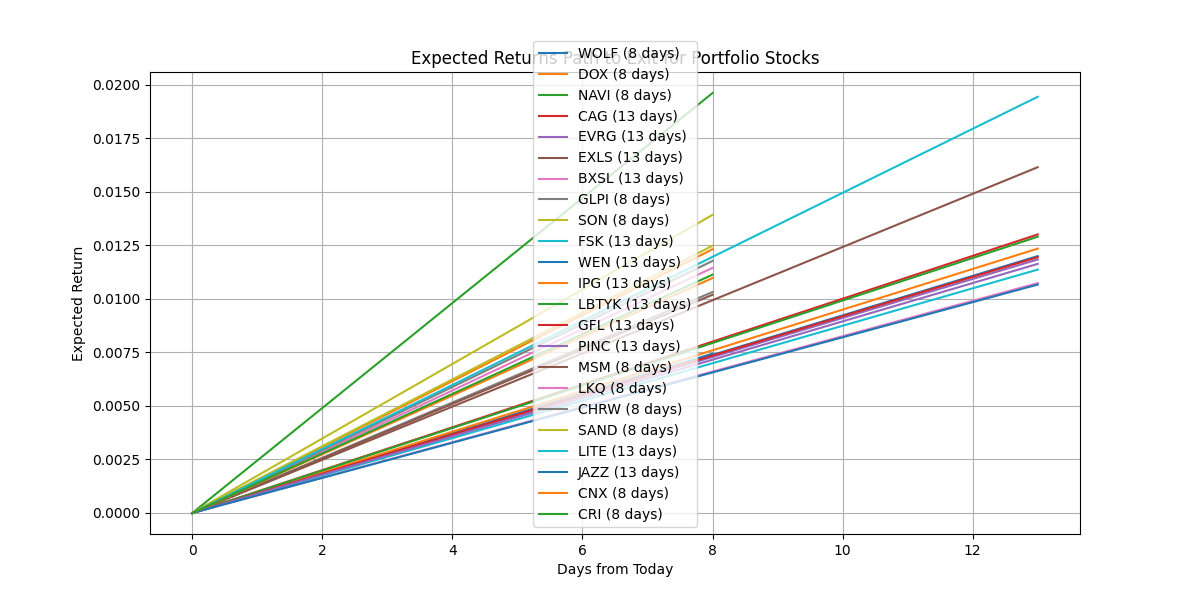 Expected Returns Path to Exit for Portfolio Stocks
WOLF (8 days)
DOX (8 days)
NAVI (8 days)
CAG (13 days)
EVRG (13 days)
EXLS (13 days)
BXSL (13 days)
GLPI (8 days)
SON (8 days)
FSK (13 days)
WEN (13 days)
IPG (13 days)
LBTYK (13 days)
GFL (13 days)
PINC (13 days)
MSM (13 days)
LKQ (8 days)
CHRW (8 days)
SAND (8 days)
LITE (13 days)
JAZZ (13 days)
CNX (8 days)
CRI (8 days)
Expected Return
0.0200
0.0175
0.0150
0.0125
0.0100
0.0075
0.0050
0.0025
0.0000
0 2 4 6 8 10 12
Days from Today